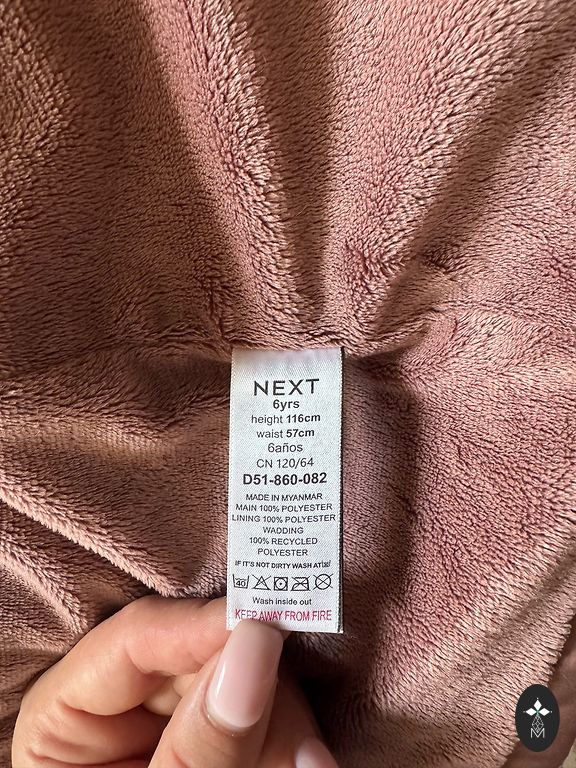 NEXT
6yrs
height 116cm
waist 57cm
6años
CN 120/64
D51-860-082
MADE IN MYANMAR
MAIN 100% POLYESTER
LINING 100% POLYESTER
WADDING
100% RECYCLED
POLYESTER
IF IT'S NOT DIRTY WASH AT 30
40
Wash inside out
KEEP AWAY FROM FIRE
M